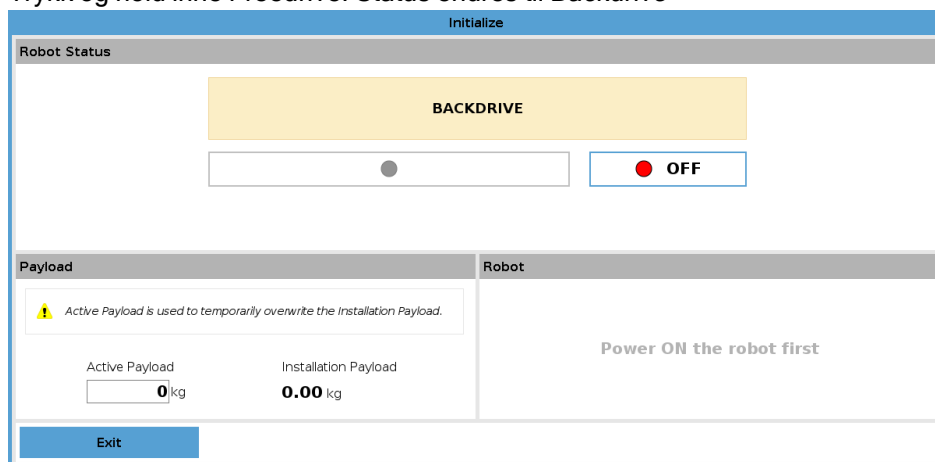 Initialize
Robot Status
BACKDRIVE
OFF
Payload
Robot
Active Payload is used to temporarily overwrite the Installation Payload.
Power ON the robot first
Active Payload
Installation Payload
0 kg
0.00 kg
Exit